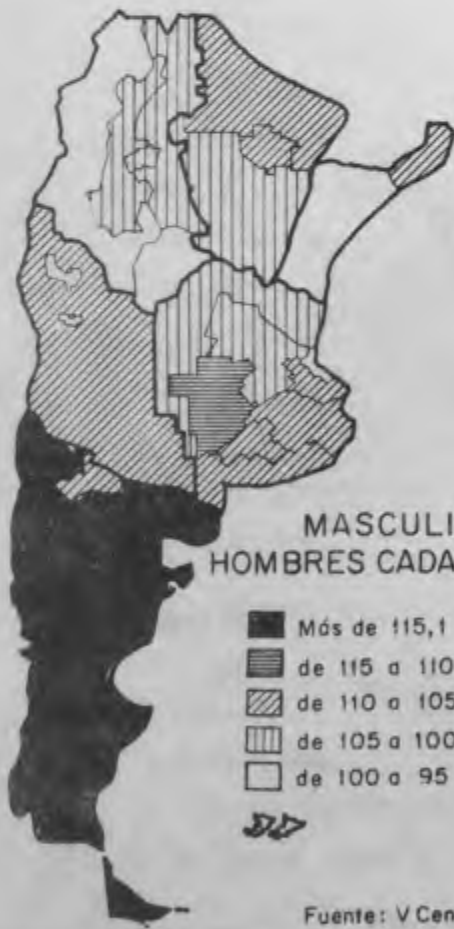 MASCULI
HOMBRES CADA
Más de 115,1
de 115 a 110
de 110 a 105
de 105 a 100
de 100 a 95
Fuente: V Cen